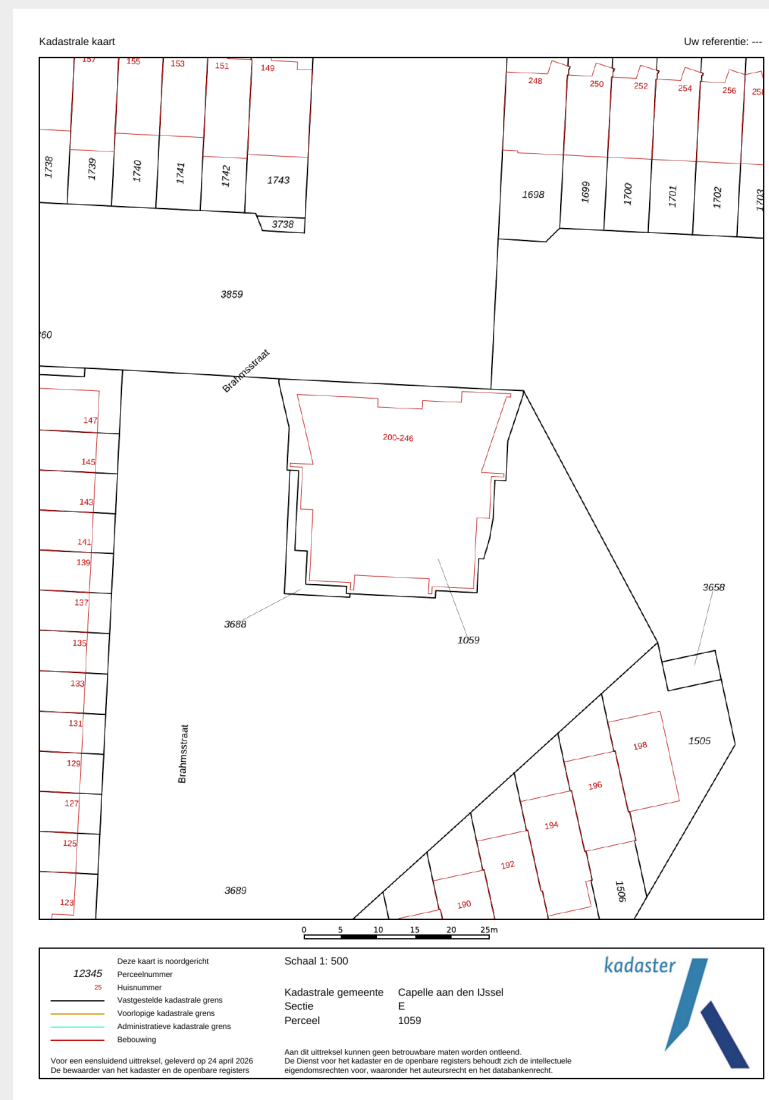 Kadastrale kaart
Uw referentie: ---
157
155
153
151
149
248
250
252
254
256
1738
1739
1740
1741
1742
1743
1698
1699
1700
1701
1702
1703
3738
3859
Brahmsstraat
147
200-246
145
143
141
139
137
3658
3688
1059
135
133
131
Brahmsstraat
198
1505
129
196
127
194
125
192
3689
1506
123
190
0 5 10 15 20 25m
Deze kaart is noordgericht
12345 Perceelnummer
25 Huisnummer
Vastgestelde kadastrale grens
Voorlopige kadastrale grens
Administratieve kadastrale grens
Bebouwing
Voor een eensluidend uittreksel, geleverd op 24 april 2026
De bewaarder van het kadaster en de openbare registers
Schaal 1: 500
Kadastrale gemeente Capelle aan den IJssel
Sectie E
Perceel 1059
Aan dit uittreksel kunnen geen betrouwbare maten worden ontleend.
De Dienst voor het kadaster en de openbare registers behoudt zich de intellectuele
eigendomsrechten voor, waaronder het auteursrecht en het databankenrecht.
kadaster